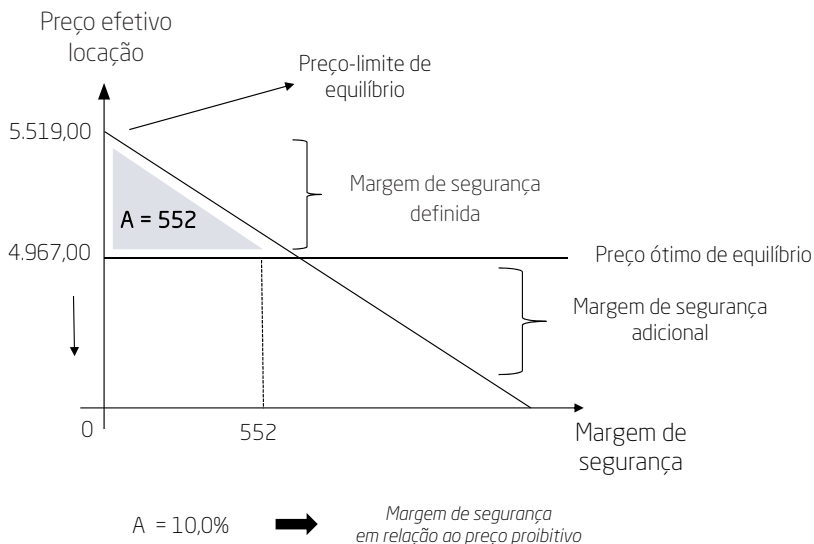 Preço efetivo
locação
Preço-limite de
equilíbrio
5.519,00
Margem de segurança
definida
A = 552
4.967,00
Preço ótimo de equilíbrio
Margem de segurança
adicional
0
552
Margem de
segurança
A = 10,0%
Margem de segurança
em relação ao preço proibitivo